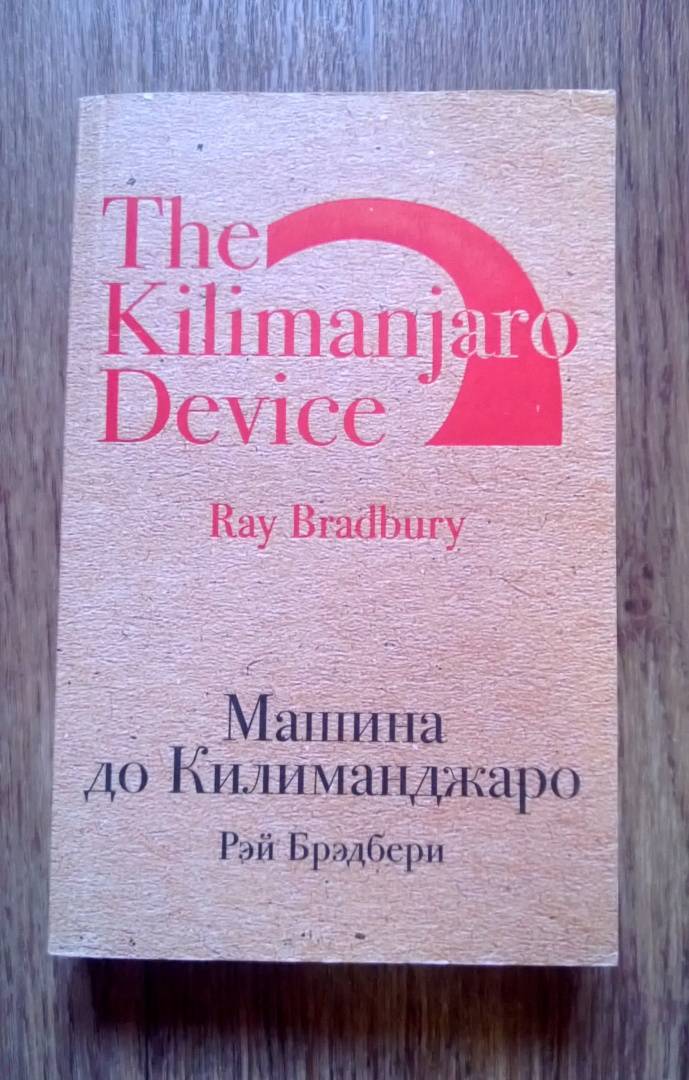 The
Kilimanjaro
Device
Ray Bradbury
Машина
до Килиманджаро
Рэй Брэдбери